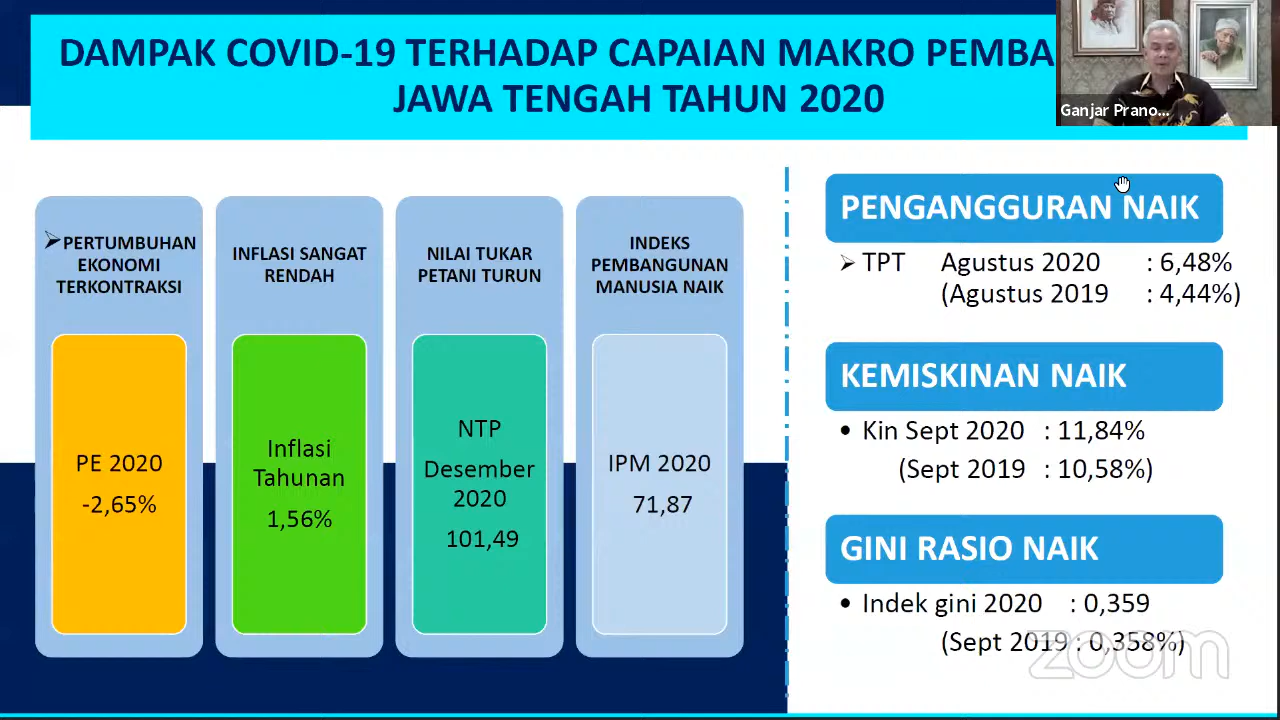 DAMPAK COVID-19 TERHADAP CAPAIAN MAKRO
JAWA TENGAH TAHUN 2020
Ganjar Prano...
➢PERTUMBUHAN
EKONOMI
TERKONTRAKSI
PE 2020
-2,65%
INFLASI SANGAT
RENDAH
Inflasi
Tahunan
1,56%
NILAI TUKAR
PETANI TURUN
NTP
Desember
2020
101,49
INDEKS
PEMBANGUNAN
MANUSIA NAIK
IPM 2020
71,87
PENGANGGURAN NAIK
➢ TPT Agustus 2020 : 6,48%
(Agustus 2019 : 4,44%)
KEMISKINAN NAIK
• Kin Sept 2020 : 11,84%
(Sept 2019 : 10,58%)
GINI RASIO NAIK
• Indek gini 2020 : 0,359
(Sept 2019 : 0,358%)
zoom